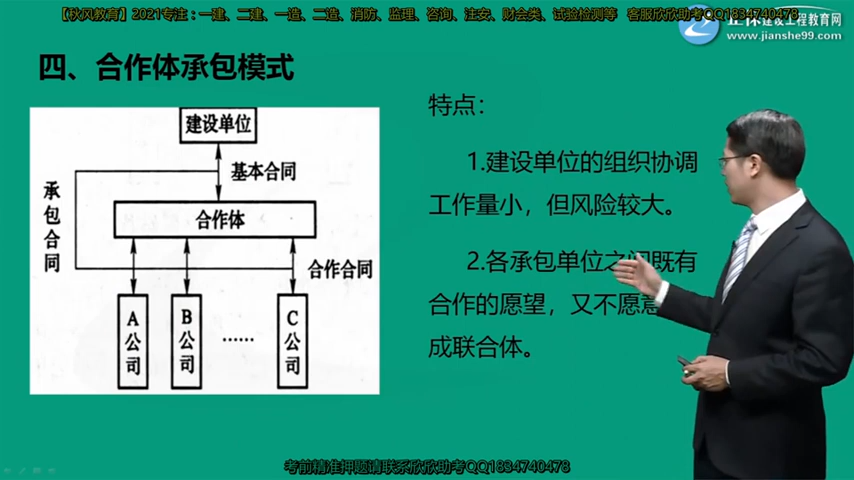 【秋风教育】2021专注：一建、二建、一造、二造、消防、监理、咨询、注安、财会类、试验检测等 客服欣欣助考QQ1834740478
建设工程教育网
www.jianshe99.com
四、合作体承包模式
建设单位
基本合同
承包合同
合作体
合作合同
A公司
B公司
……
C公司
特点：
1.建设单位的组织协调
工作量小，但风险较大。
2.各承包单位之间既有
合作的愿望，又不愿意
成联合体。
考前精准押题请联系欣欣助考QQ1834740478